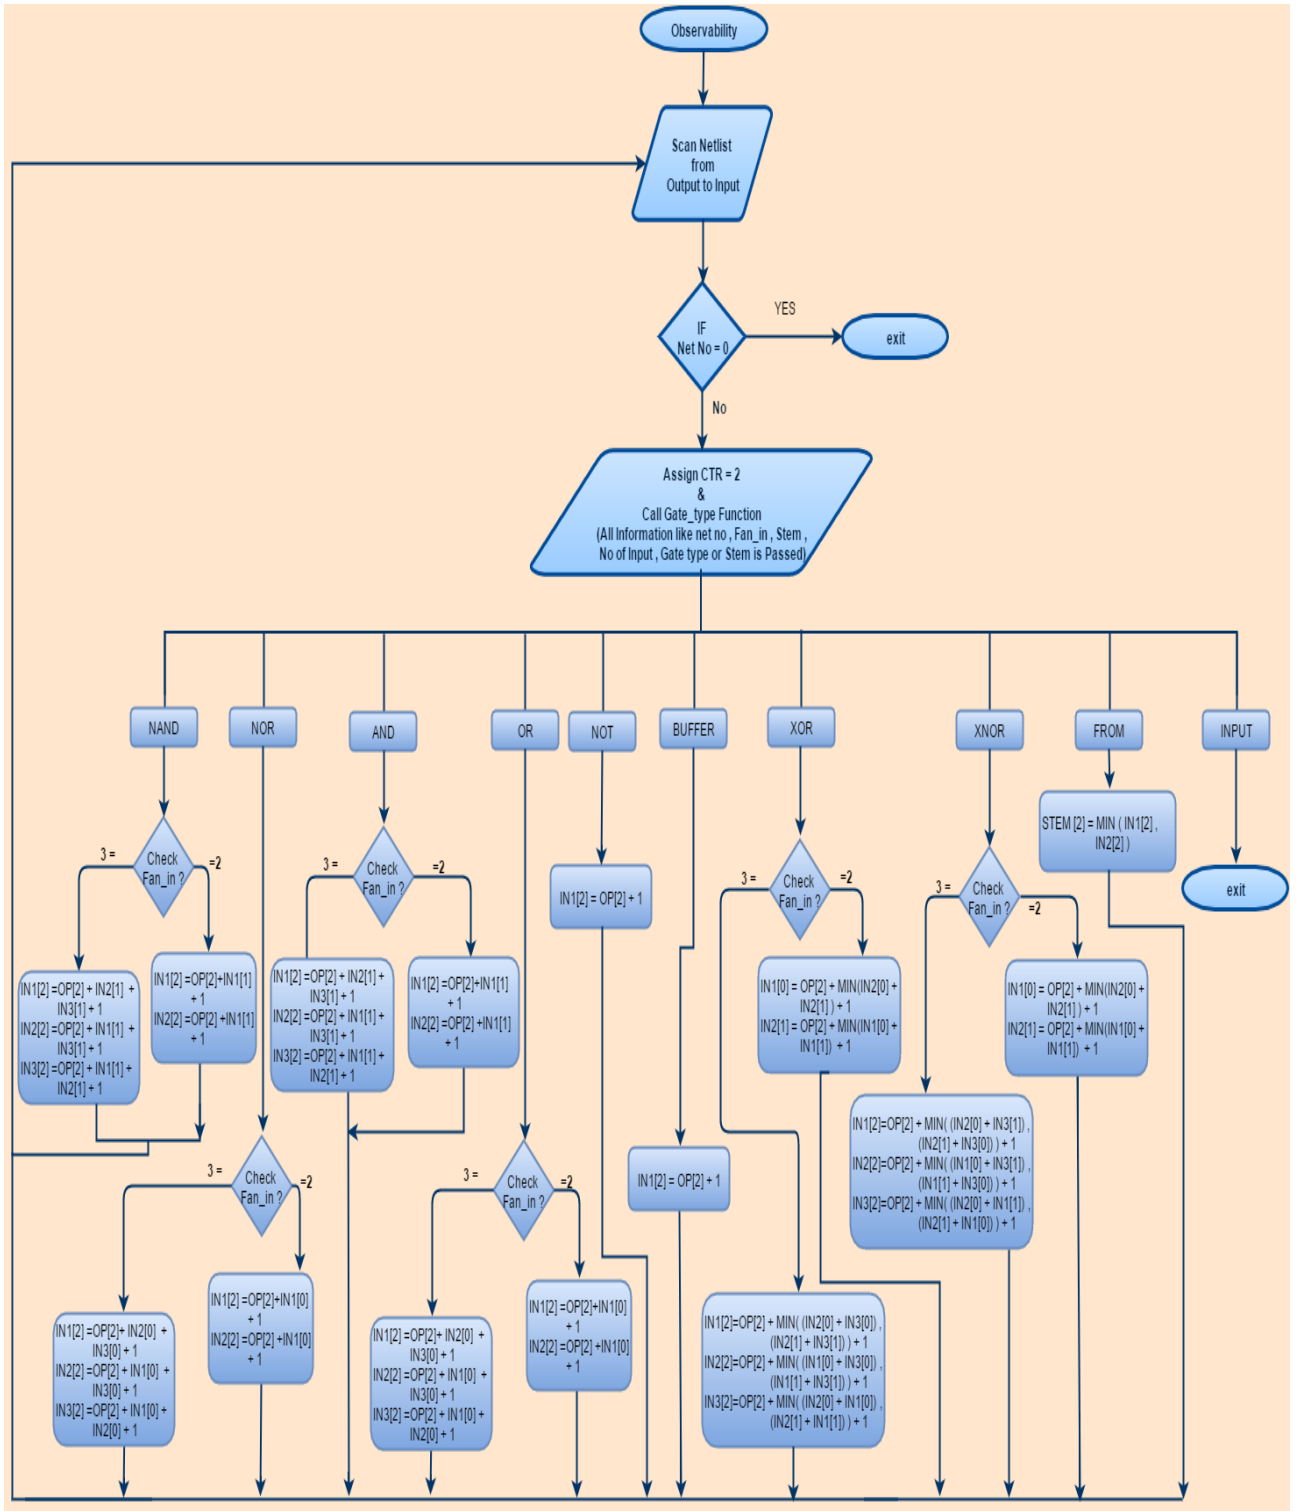 Observability
Scan Netlist
from
Output to Input
IF
Net No = 0
YES
exit
No
Assign CTR = 2
&
Call Gate_type Function
(All Information like net no , Fan_in , Stem ,
No of Input , Gate type or Stem is Passed)
NAND
NOR
AND
OR
NOT
BUFFER
XOR
XNOR
FROM
INPUT
Check
Fan_in ?
3 =
=2
IN1[2] =OP[2] + IN2[1] +
IN3[1] + 1
IN2[2] =OP[2] + IN1[1] +
IN3[1] + 1
IN3[2] =OP[2] + IN1[1] +
IN2[1] + 1
IN1[2] =OP[2]+IN1[1]
+ 1
IN2[2] =OP[2] +IN1[1]
+ 1
Check
Fan_in ?
3 =
=2
IN1[2] =OP[2]+ IN2[0] +
IN3[0] + 1
IN2[2] =OP[2] + IN1[0] +
IN3[0] + 1
IN3[2] =OP[2] + IN1[0] +
IN2[0] + 1
IN1[2] =OP[2]+IN1[0]
+ 1
IN2[2] =OP[2] +IN1[0]
+ 1
Check
Fan_in ?
3 =
=2
IN1[2] =OP[2] + IN2[1] +
IN3[1] + 1
IN2[2] =OP[2] + IN1[1] +
IN3[1] + 1
IN3[2] =OP[2] + IN1[1] +
IN2[1] + 1
IN1[2] =OP[2]+IN1[1]
+ 1
IN2[2] =OP[2] +IN1[1]
+ 1
Check
Fan_in ?
3 =
=2
IN1[2] =OP[2]+ IN2[0] +
IN3[0] + 1
IN2[2] =OP[2] + IN1[0] +
IN3[0] + 1
IN3[2] =OP[2] + IN1[0] +
IN2[0] + 1
IN1[2] =OP[2]+IN1[0]
+ 1
IN2[2] =OP[2] +IN1[0]
+ 1
IN1[2] = OP[2] + 1
IN1[2] = OP[2] + 1
Check
Fan_in ?
3 =
=2
IN1[0] = OP[2] + MIN(IN2[0] +
IN2[1] ) + 1
IN2[1] = OP[2] + MIN(IN1[0] +
IN1[1]) + 1
IN1[2]=OP[2] + MIN( (IN2[0] + IN3[0]) ,
(IN2[1] + IN3[1]) ) + 1
IN2[2]=OP[2] + MIN( (IN1[0] + IN3[0]) ,
(IN1[1] + IN3[1]) ) + 1
IN3[2]=OP[2] + MIN( (IN2[0] + IN1[0]) ,
(IN2[1] + IN1[1]) ) + 1
Check
Fan_in ?
3 =
=2
IN1[0] = OP[2] + MIN(IN2[0] +
IN2[1] ) + 1
IN2[1] = OP[2] + MIN(IN1[0] +
IN1[1]) + 1
IN1[2]=OP[2] + MIN( (IN2[0] + IN3[1]) ,
(IN2[1] + IN3[0]) ) + 1
IN2[2]=OP[2] + MIN( (IN1[0] + IN3[1]) ,
(IN1[1] + IN3[0]) ) + 1
IN3[2]=OP[2] + MIN( (IN2[0] + IN1[1]) ,
(IN2[1] + IN1[0]) ) + 1
STEM [2] = MIN ( IN1[2] ,
IN2[2] )
exit